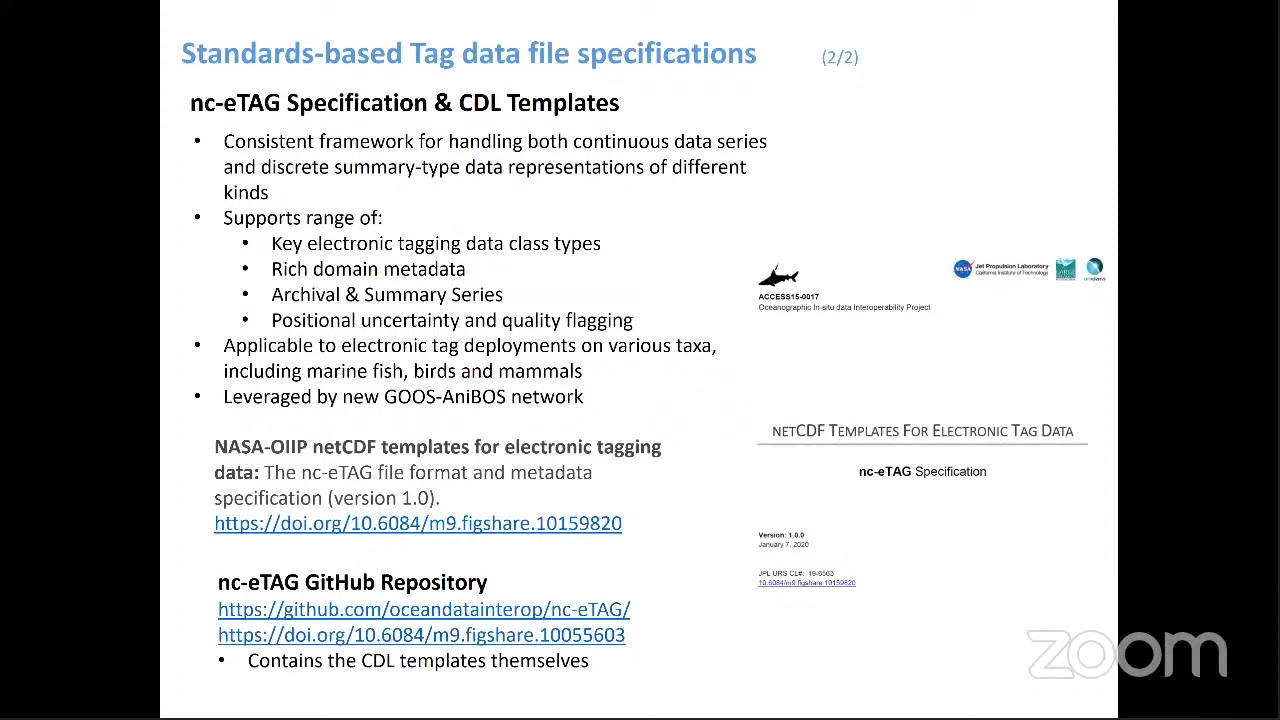 Standards-based Tag data file specifications (2/2)
nc-eTAG Specification & CDL Templates
• Consistent framework for handling both continuous data series
and discrete summary-type data representations of different
kinds
• Supports range of:
• Key electronic tagging data class types
• Rich domain metadata
• Archival & Summary Series
• Positional uncertainty and quality flagging
• Applicable to electronic tag deployments on various taxa,
including marine fish, birds and mammals
• Leveraged by new GOOS-AniBOS network
NASA-OIIP netCDF templates for electronic tagging
data: The nc-eTAG file format and metadata
specification (version 1.0).
https://doi.org/10.6084/m9.figshare.10159820
nc-eTAG GitHub Repository
https://github.com/oceandatainterop/nc-eTAG/
https://doi.org/10.6084/m9.figshare.10055603
• Contains the CDL templates themselves
NASA
Jet Propulsion Laboratory
California Institute of Technology
ACCESS15-0017
Oceanographic In-situ data Interoperability Project
NETCDF TEMPLATES FOR ELECTRONIC TAG DATA
nc-eTAG Specification
Version: 1.0.0
January 7, 2020
JPL URS CL#: 19-6563
10.6084/m9.figshare.10159820
zoom